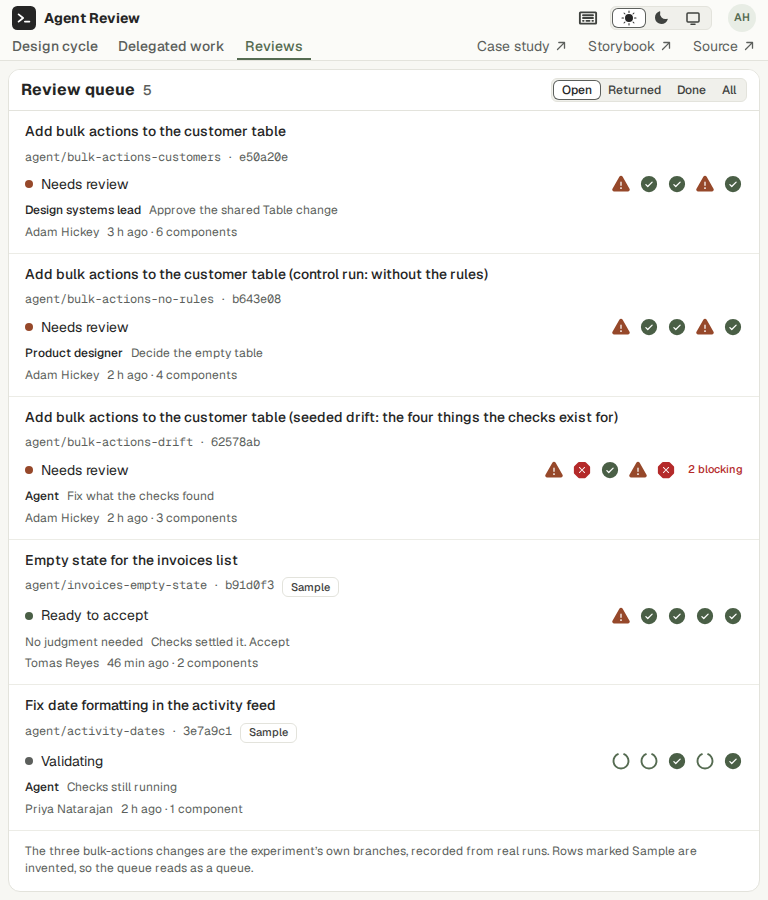 Agent Review
AH
Design cycle Delegated work Reviews Case study Storybook Source
Review queue 5
Open Returned Done All
Add bulk actions to the customer table
agent/bulk-actions-customers · e50a20e
Needs review
Design systems lead Approve the shared Table change
Adam Hickey 3 h ago · 6 components
Add bulk actions to the customer table (control run: without the rules)
agent/bulk-actions-no-rules · b643e08
Needs review
Product designer Decide the empty table
Adam Hickey 2 h ago · 4 components
Add bulk actions to the customer table (seeded drift: the four things the checks exist for)
agent/bulk-actions-drift · 62578ab
Needs review
2 blocking
Agent Fix what the checks found
Adam Hickey 2 h ago · 3 components
Empty state for the invoices list
agent/invoices-empty-state · b91d0f3 Sample
Ready to accept
No judgment needed Checks settled it. Accept
Tomas Reyes 46 min ago · 2 components
Fix date formatting in the activity feed
agent/activity-dates · 3e7a9c1 Sample
Validating
Agent Checks still running
Priya Natarajan 2 h ago · 1 component
The three bulk-actions changes are the experiment's own branches, recorded from real runs. Rows marked Sample are
invented, so the queue reads as a queue.